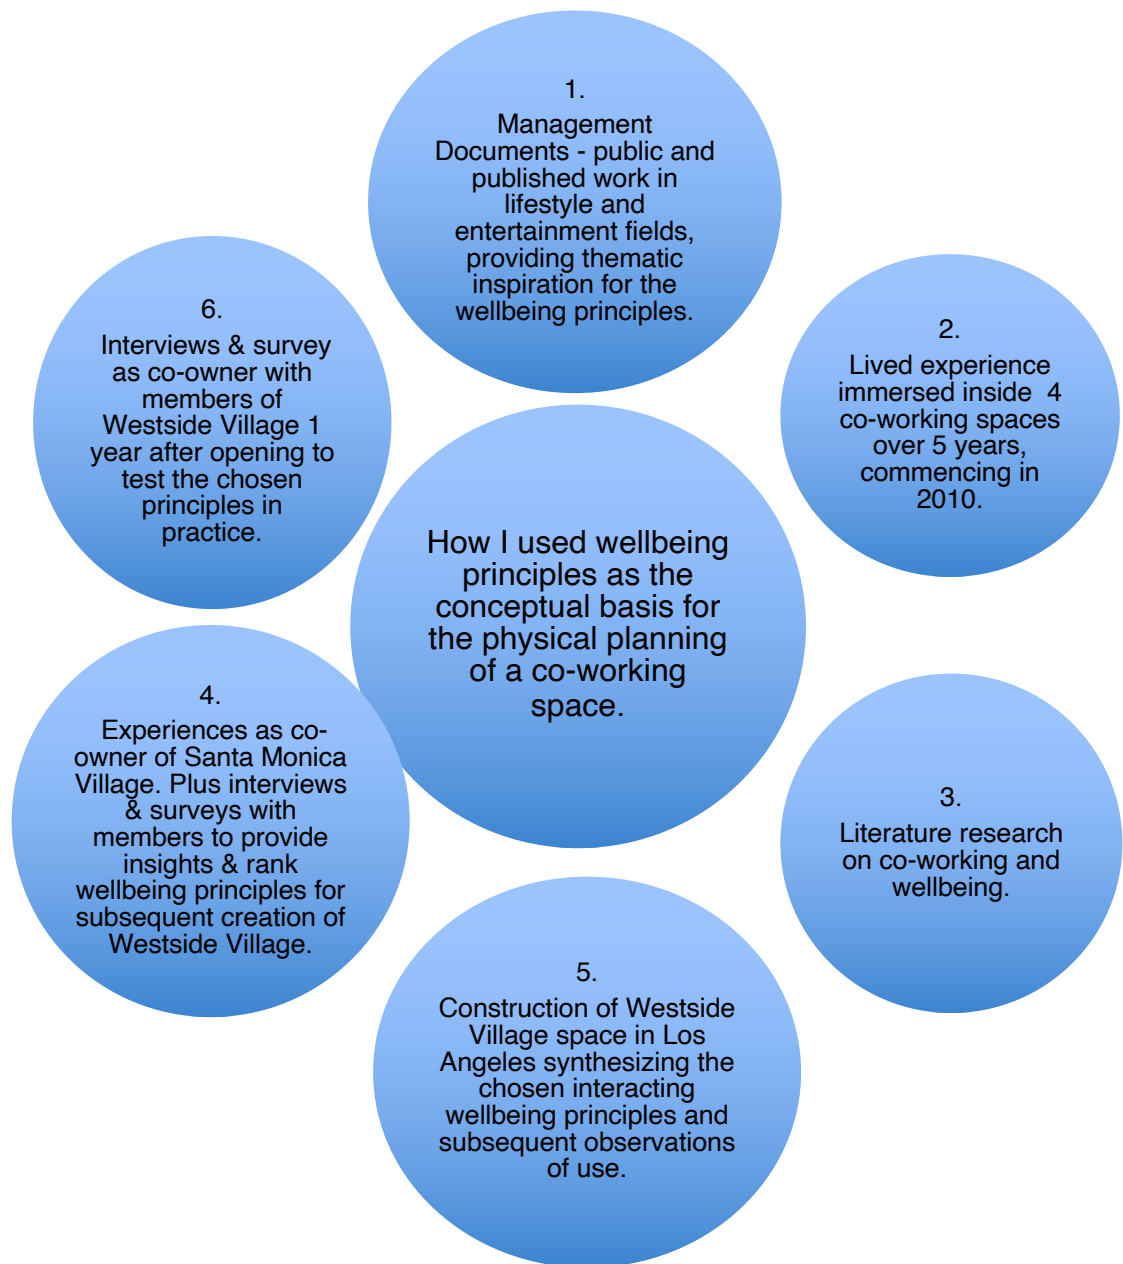 1.
Management
Documents - public and
published work in
lifestyle and
entertainment fields,
providing thematic
inspiration for the
wellbeing principles.
2.
Lived experience
immersed inside  4
co-working spaces
over 5 years,
commencing in
2010.
3.
Literature research
on co-working and
wellbeing.
5.
Construction of Westside
Village space in Los
Angeles synthesizing the
chosen interacting
wellbeing principles and
subsequent observations
of use.
4.
Experiences as co-
owner of Santa Monica
Village. Plus interviews
& surveys with
members to provide
insights & rank
wellbeing principles for
subsequent creation of
Westside Village.
6.
Interviews & survey
as co-owner with
members of
Westside Village 1
year after opening to
test the chosen
principles in
practice.
How I used wellbeing
principles as the
conceptual basis for
the physical planning
of a co-working
space.